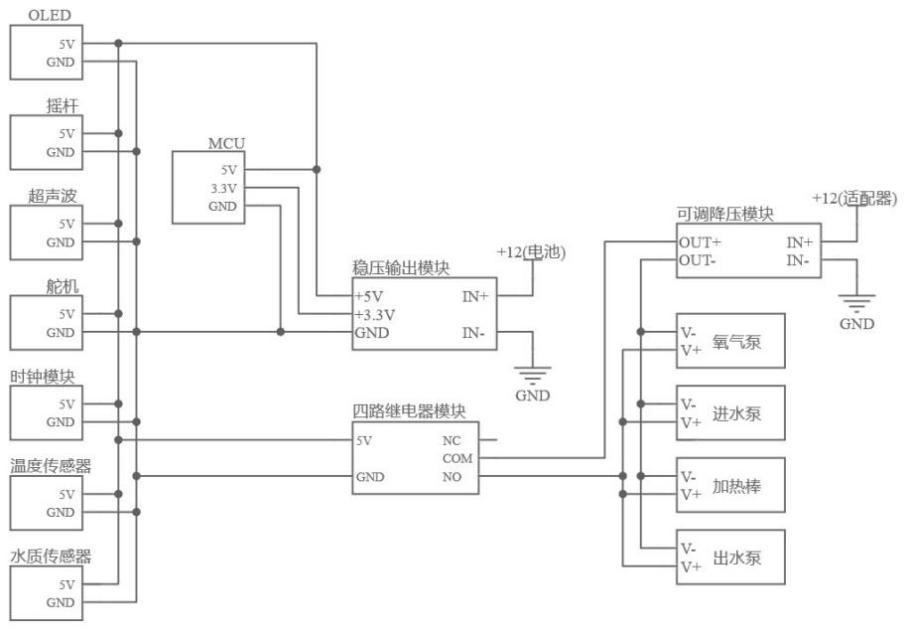 OLED
5V
GND
摇杆
5V
GND
超声波
5V
GND
舵机
5V
GND
时钟模块
5V
GND
温度传感器
5V
GND
水质传感器
5V
GND
MCU
5V
3.3V
GND
+12(电池)
稳压输出模块
+5V
IN+
+3.3V
GND
IN-
GND
四路继电器模块
5V
NC
COM
GND
NO
+12(适配器)
可调降压模块
OUT+
IN+
OUT-
IN-
GND
V-
V+
氧气泵
V-
V+
进水泵
V-
V+
加热棒
V-
V+
出水泵